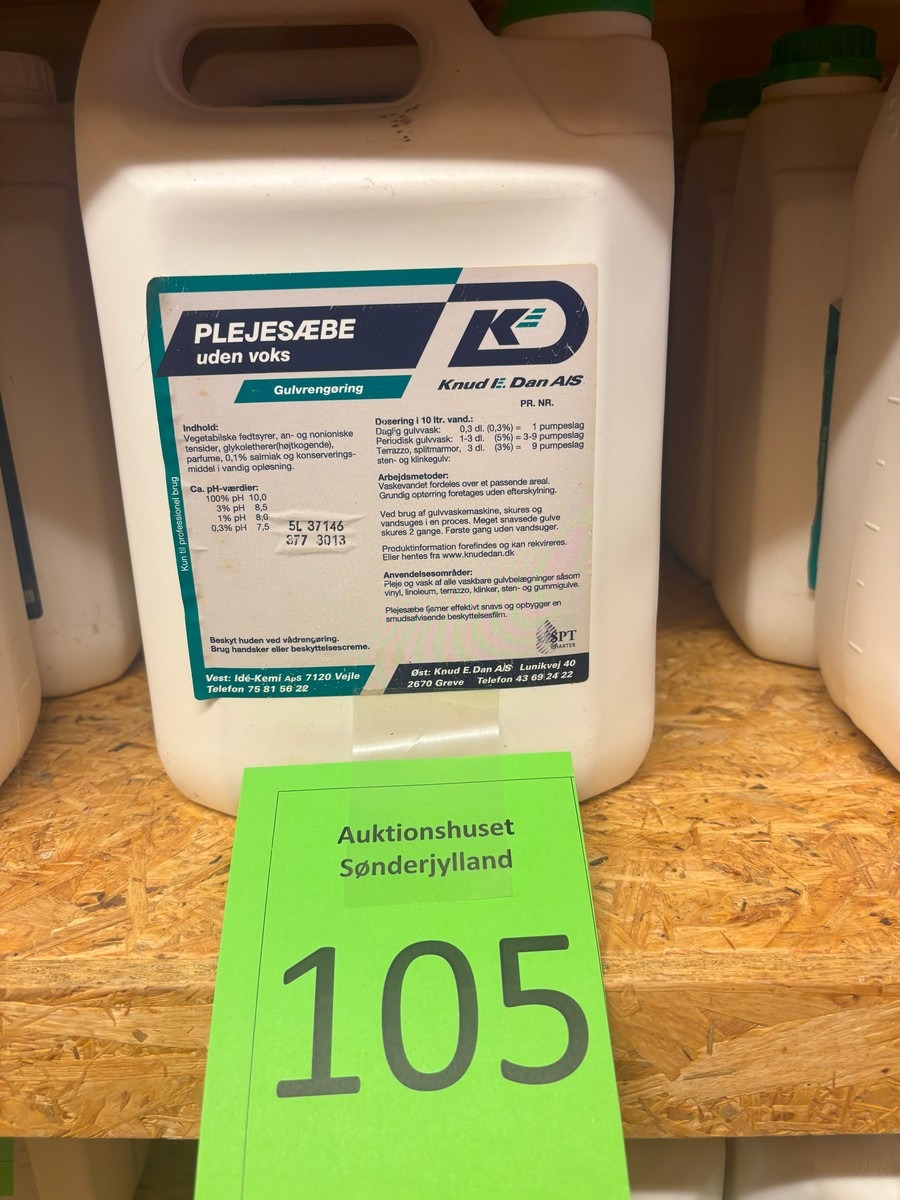 PLEJESÆBE
uden voks
Gulvrengøring
KE
Knud E. Dan A/S
PR. NR.
Indhold:
Vegetabilske fedtsyrer, an- og nonioniske
tensider, glykolether(højtkogende),
parfume, 0,1% salmiak og konserverings-
middel i vandig opløsning.
Ca. pH-værdier:
100% pH 10,0
3% pH 8,5
1% pH 8,0
0,3% pH 7,5
5L 37146
377 3013
Kun til professionel brug
Beskyt huden ved vådrengøring.
Brug handsker eller beskyttelsescreme.
Dosering i 10 ltr. vand.:
Daglig gulvvask: 0,3 dl. (0,3%) = 1 pumpeslag
Periodisk gulvvask: 1-3 dl. (5%) = 3-9 pumpeslag
Terrazzo, splitmarmor, 3 dl. (3%) = 9 pumpeslag
sten- og klinkegulv:
Arbejdsmetoder:
Vaskevandet fordeles over et passende areal.
Grundig optørring foretages uden efterskylning.
Ved brug af gulvvaskemaskine, skures og
vandsuges i en proces. Meget snavsede gulve
skures 2 gange. Første gang uden vandsuger.
Produktinformation forefindes og kan rekvireres.
Eller hentes fra www.knudedan.dk
Anvendelsesområder:
Pleje og vask af alle vaskbare gulvbelægninger såsom
vinyl, linoleum, terrazzo, klinker, sten- og gummigulve.
Plejesæbe fjerner effektivt snavs og opbygger en
smudsafvisende beskyttelsesfilm.
SPT
CHARTER
Vest: Idé-Kemi ApS 7120 Vejle
Telefon 75 81 56 22
Øst: Knud E. Dan A/S Lunikvej 40
2670 Greve Telefon 43 69 24 22
Auktionshuset
Sønderjylland
105